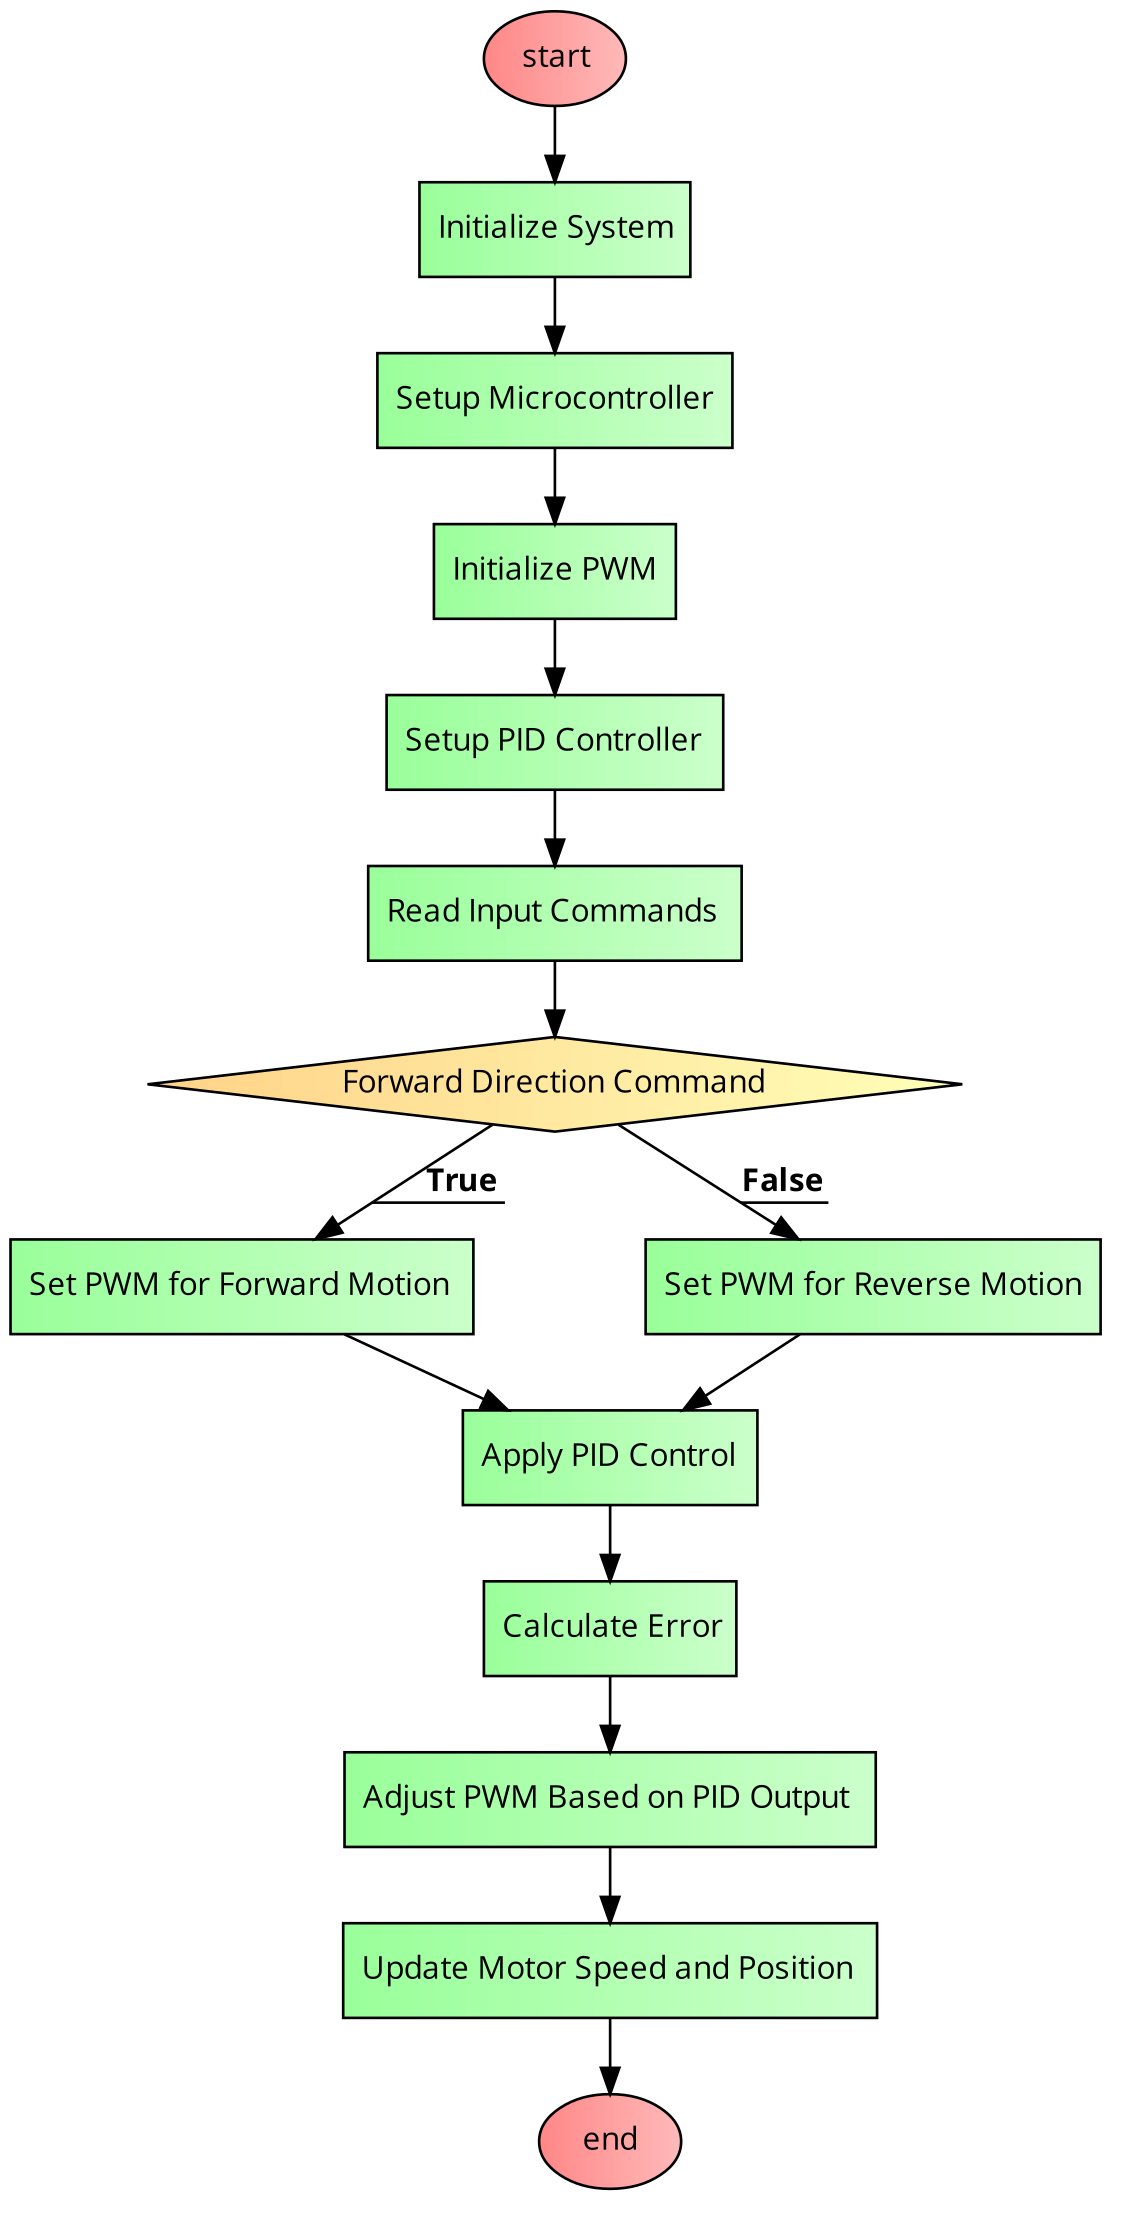 start
Initialize System
Setup Microcontroller
Initialize PWM
Setup PID Controller
Read Input Commands
Forward Direction Command
True
False
Set PWM for Forward Motion
Set PWM for Reverse Motion
Apply PID Control
Calculate Error
Adjust PWM Based on PID Output
Update Motor Speed and Position
end